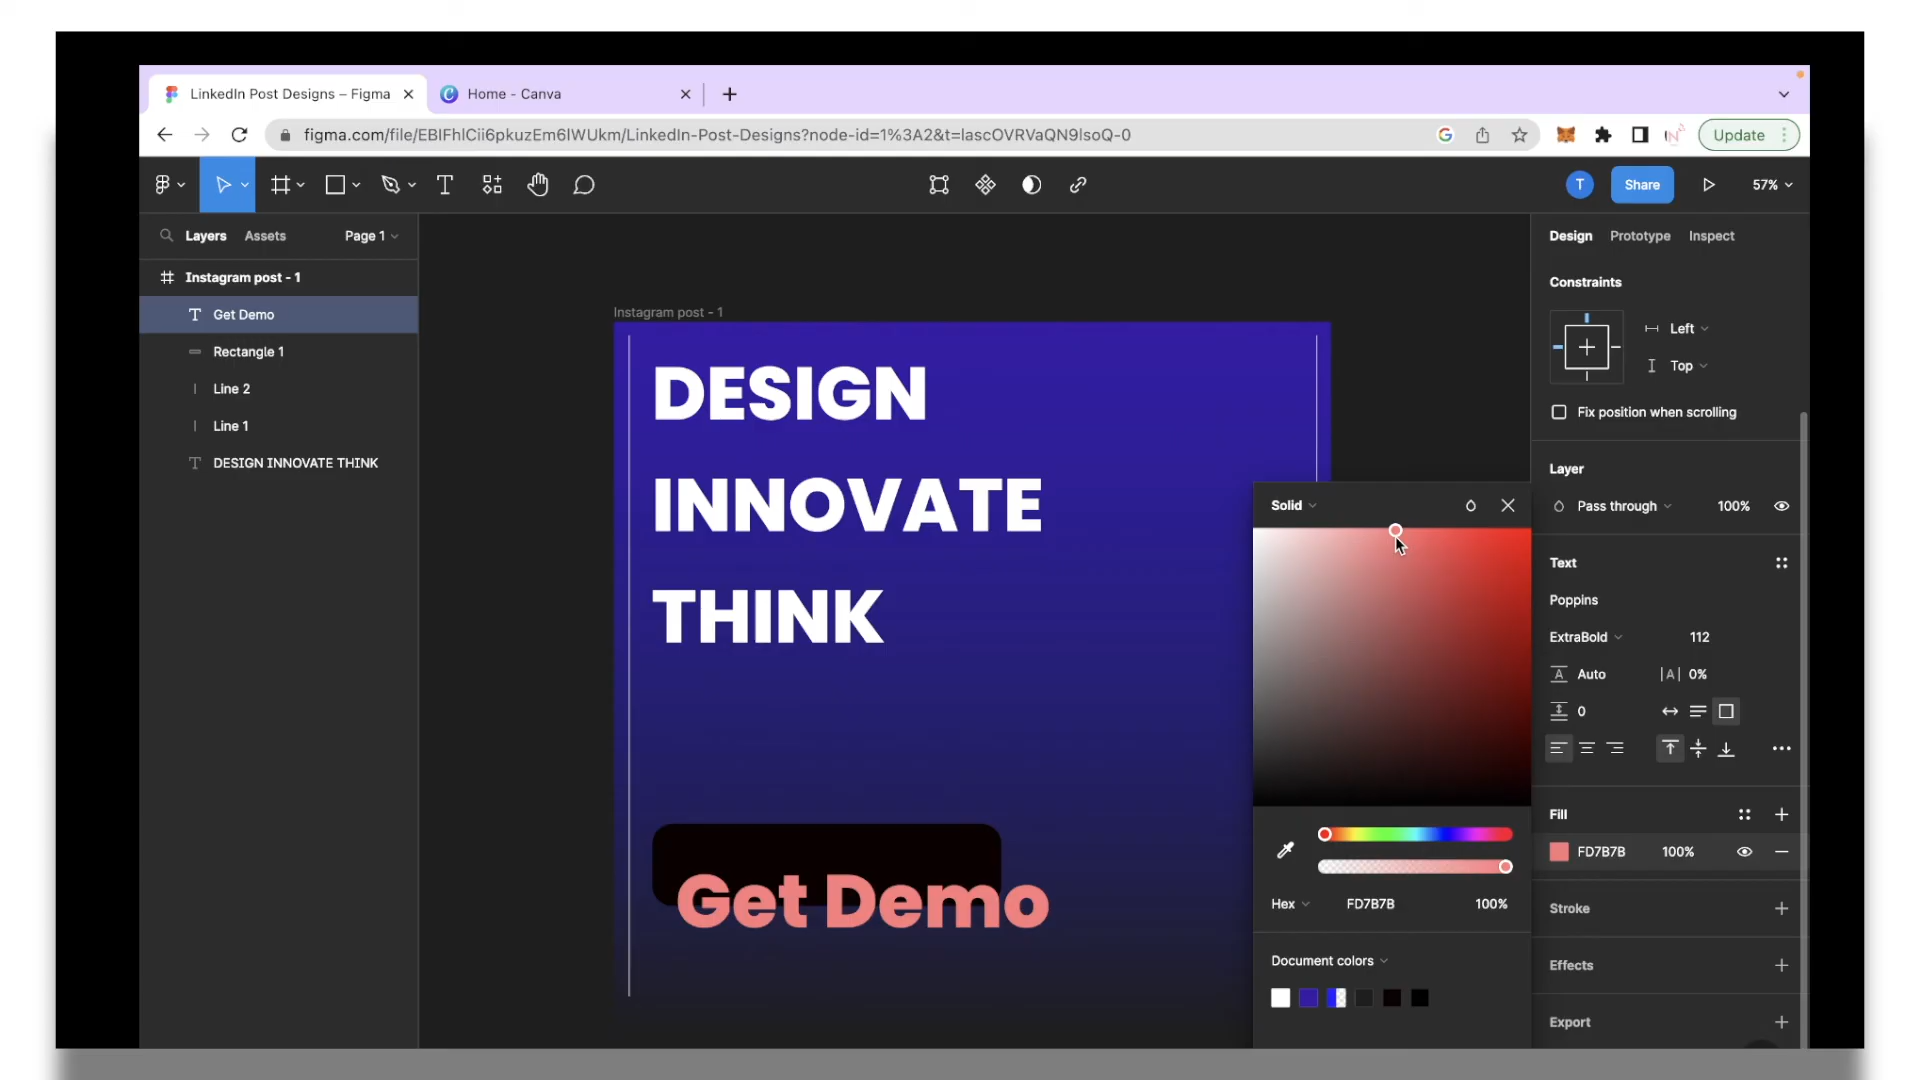 LinkedIn Post Designs – Figma
Home - Canva
figma.com/file/EBIFhlCii6pkuzEm6lWUkm/LinkedIn-Post-Designs?node-id=1%3A2&t=lascOVRVaQN9lsoQ-0
Update
T
Share
57%
Layers
Assets
Page 1
Design
Prototype
Inspect
Instagram post - 1
Get Demo
Rectangle 1
Line 2
Line 1
DESIGN INNOVATE THINK
Instagram post - 1
DESIGN
INNOVATE
THINK
Get Demo
Solid
Hex
FD7B7B
100%
Document colors
Constraints
Left
Top
Fix position when scrolling
Layer
Pass through
100%
Text
Poppins
ExtraBold
112
Auto
0%
0
Fill
FD7B7B
100%
Stroke
Effects
Export